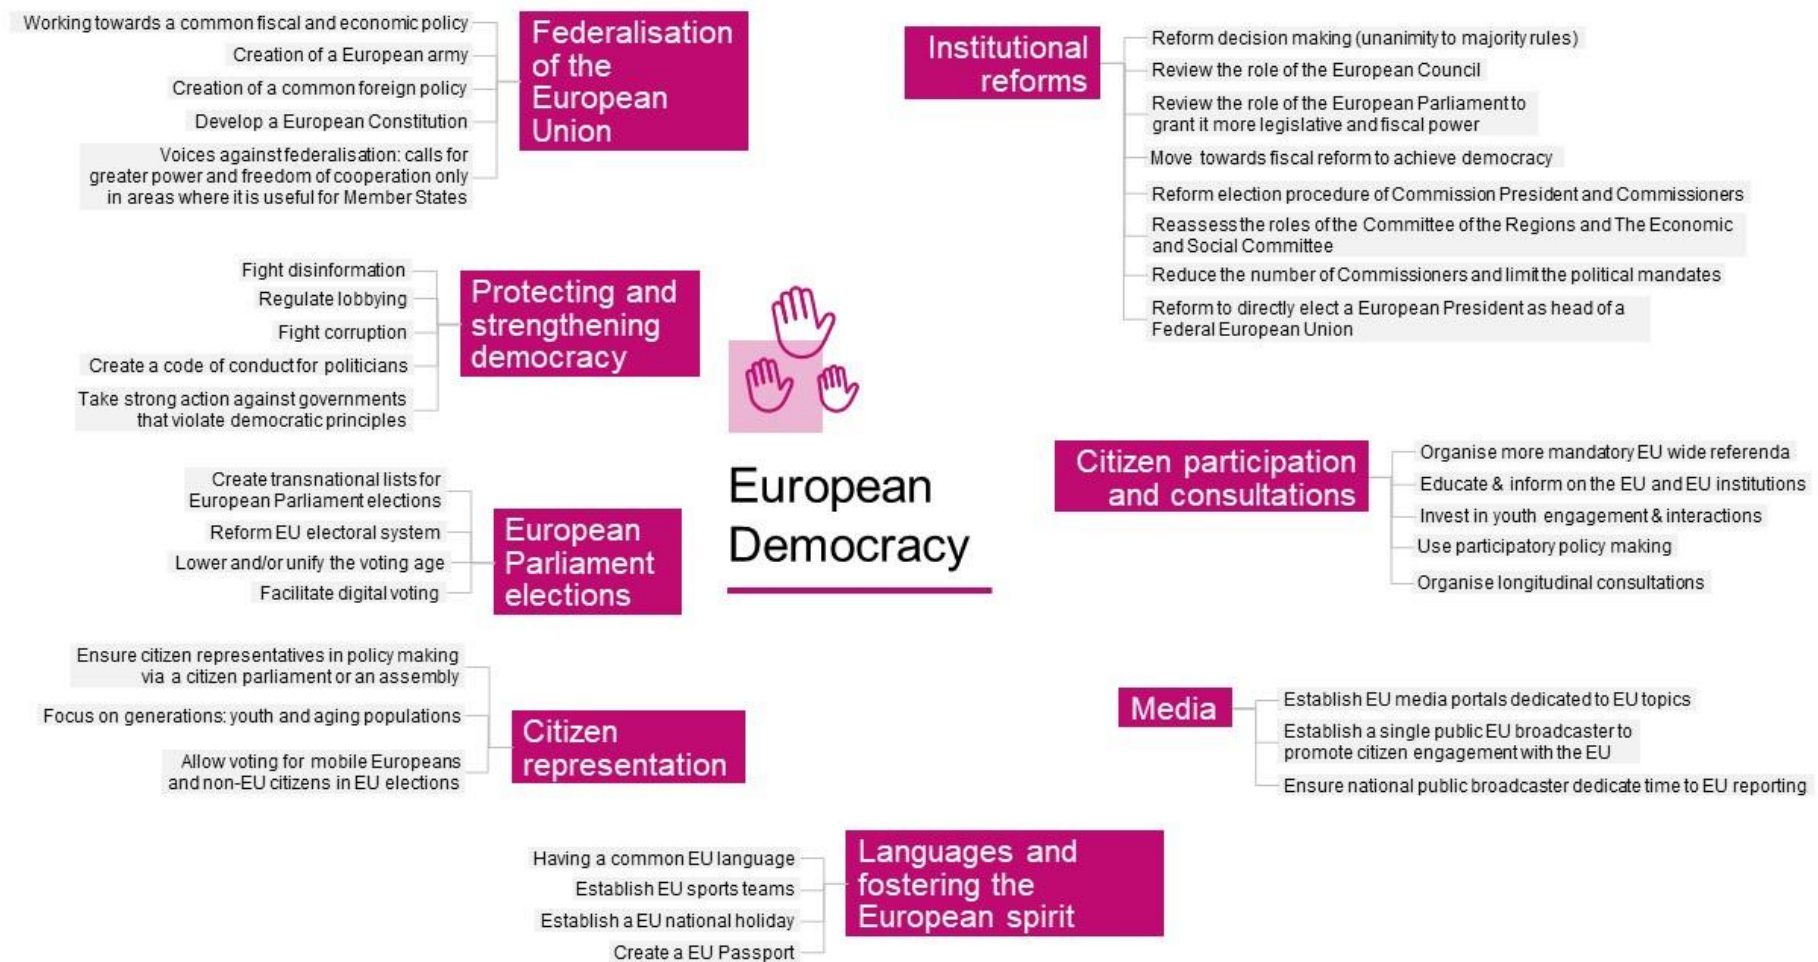 Working towards a common fiscal and economic policy
Creation of a European army
Creation of a common foreign policy
Develop a European Constitution
Voices against federalisation: calls for
greater power and freedom of cooperation only
in areas where it is useful for Member States
Federalisation
of the
European
Union
Institutional
reforms
Reform decision making (unanimity to majority rules)
Review the role of the European Council
Review the role of the European Parliament to
grant it more legislative and fiscal power
Move towards fiscal reform to achieve democracy
Reform election procedure of Commission President and Commissioners
Reassess the roles of the Committee of the Regions and The Economic
and Social Committee
Reduce the number of Commissioners and limit the political mandates
Reform to directly elect a European President as head of a
Federal European Union
Fight disinformation
Regulate lobbying
Fight corruption
Create a code of conduct for politicians
Take strong action against governments
that violate democratic principles
Protecting and
strengthening
democracy
European
Democracy
Citizen participation
and consultations
Organise more mandatory EU wide referenda
Educate & inform on the EU and EU institutions
Invest in youth engagement & interactions
Use participatory policy making
Organise longitudinal consultations
Create transnational lists for
European Parliament elections
Reform EU electoral system
Lower and/or unify the voting age
Facilitate digital voting
European
Parliament
elections
Ensure citizen representatives in policy making
via a citizen parliament or an assembly
Focus on generations: youth and aging populations
Allow voting for mobile Europeans
and non-EU citizens in EU elections
Citizen
representation
Media
Establish EU media portals dedicated to EU topics
Establish a single public EU broadcaster to
promote citizen engagement with the EU
Ensure national public broadcaster dedicate time to EU reporting
Having a common EU language
Establish EU sports teams
Establish a EU national holiday
Create a EU Passport
Languages and
fostering the
European spirit